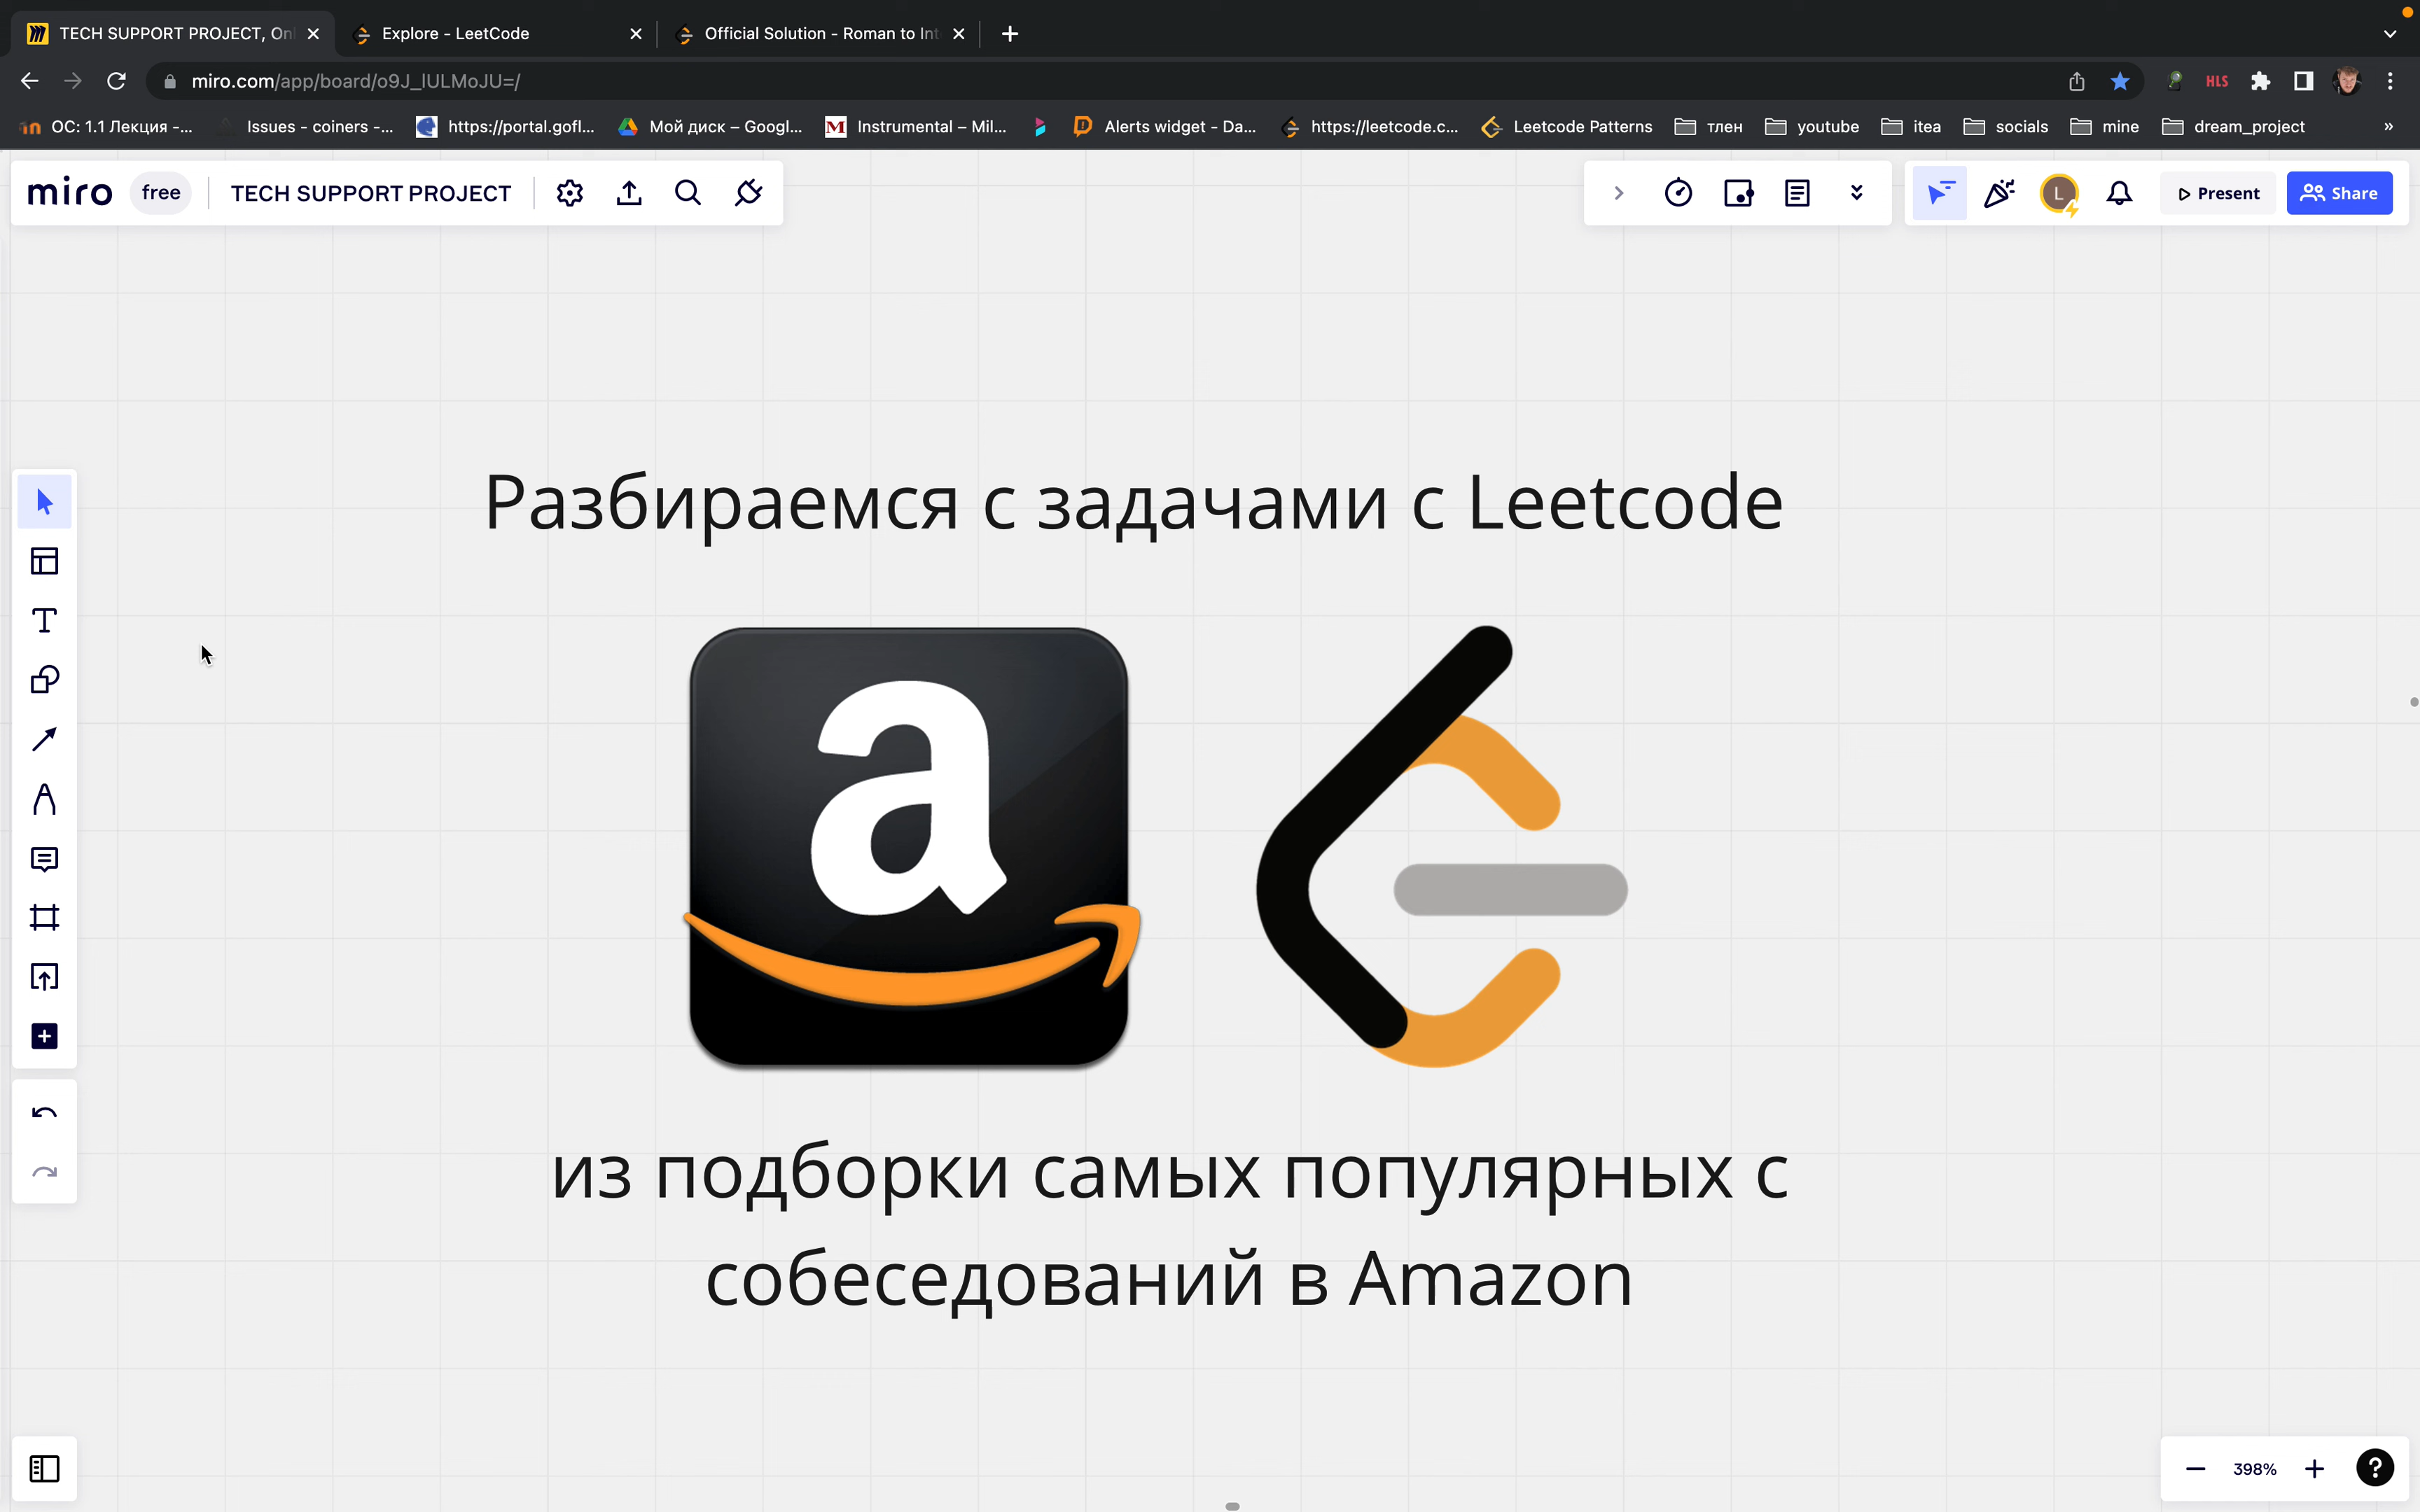 TECH SUPPORT PROJECT, Onl
Explore - LeetCode
Official Solution - Roman to Int
miro.com/app/board/o9J_lULMoJU=/
HLS
ОС: 1.1 Лекция -...
Issues - coiners -...
https://portal.gofl...
Мой диск – Googl...
Instrumental – Mil...
Alerts widget - Da...
https://leetcode.c...
Leetcode Patterns
тлен
youtube
itea
socials
mine
dream_project
»
miro
free
TECH SUPPORT PROJECT
L
Present
Share
Разбираемся с задачами с Leetcode
a
из подборки самых популярных с
собеседований в Amazon
398%
?